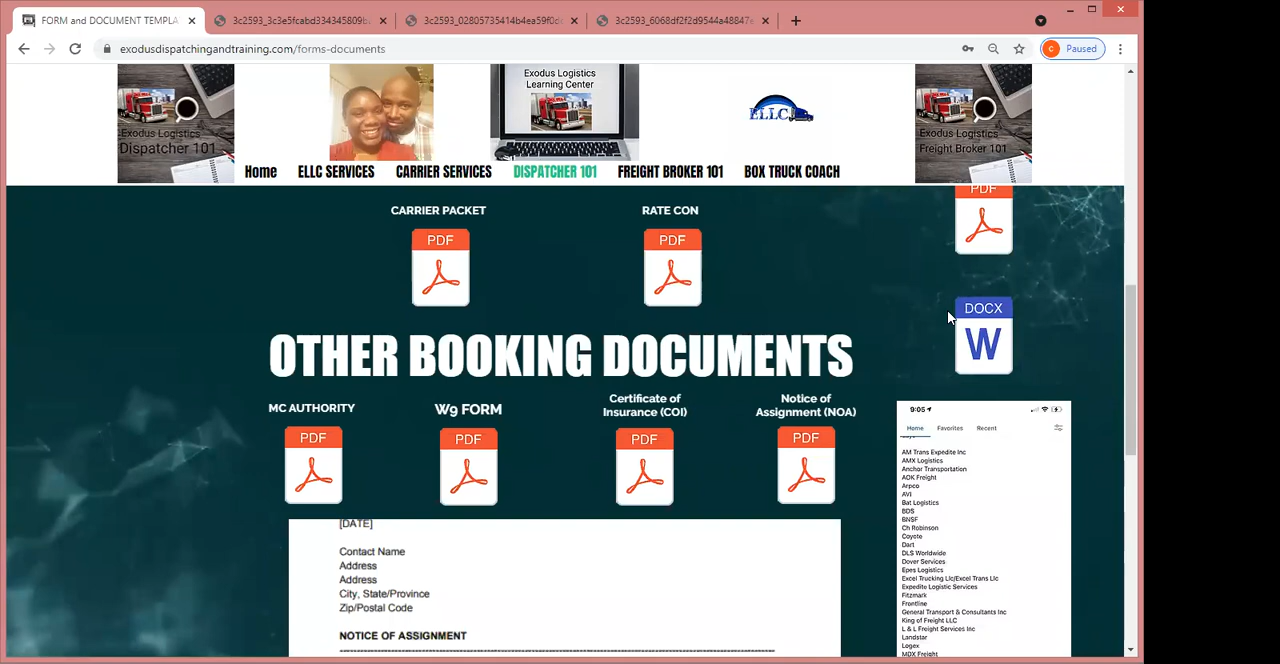 FORM and DOCUMENT TEMPLA
3c2593_3c3e5fcabd334345809b
3c2593_02805735414b4ea59f0d
3c2593_6068df2f2d9544a48847e
exodusdispatchingandtraining.com/forms-documents
C
Paused
Exodus Logistics
Dispatcher 101
Exodus Logistics
Learning Center
ELLC
Exodus Logistics
Freight Broker 101
Home
ELLC SERVICES
CARRIER SERVICES
DISPATCHER 101
FREIGHT BROKER 101
BOX TRUCK COACH
CARRIER PACKET
RATE CON
PDF
PDF
PDF
DOCX
W
OTHER BOOKING DOCUMENTS
MC AUTHORITY
W9 FORM
Certificate of
Insurance (COI)
Notice of
Assignment (NOA)
PDF
PDF
PDF
PDF
[DATE]
Contact Name
Address
Address
City, State/Province
Zip/Postal Code
NOTICE OF ASSIGNMENT
9:05
Home
Favorites
Recent
AM Trans Expedite Inc
AMX Logistics
Anchor Transportation
AOK Freight
Arpco
AVI
Bat Logistics
BDS
BNSF
Ch Robinson
Coyote
Dart
DLS Worldwide
Dover Services
Epes Logistics
Excel Trucking Llc/Excel Trans Llc
Expedite Logistic Services
Fitzmark
Frontline
General Transport & Consultants Inc
King of Freight LLC
L & L Freight Services Inc
Landstar
Logex
MDX Freight